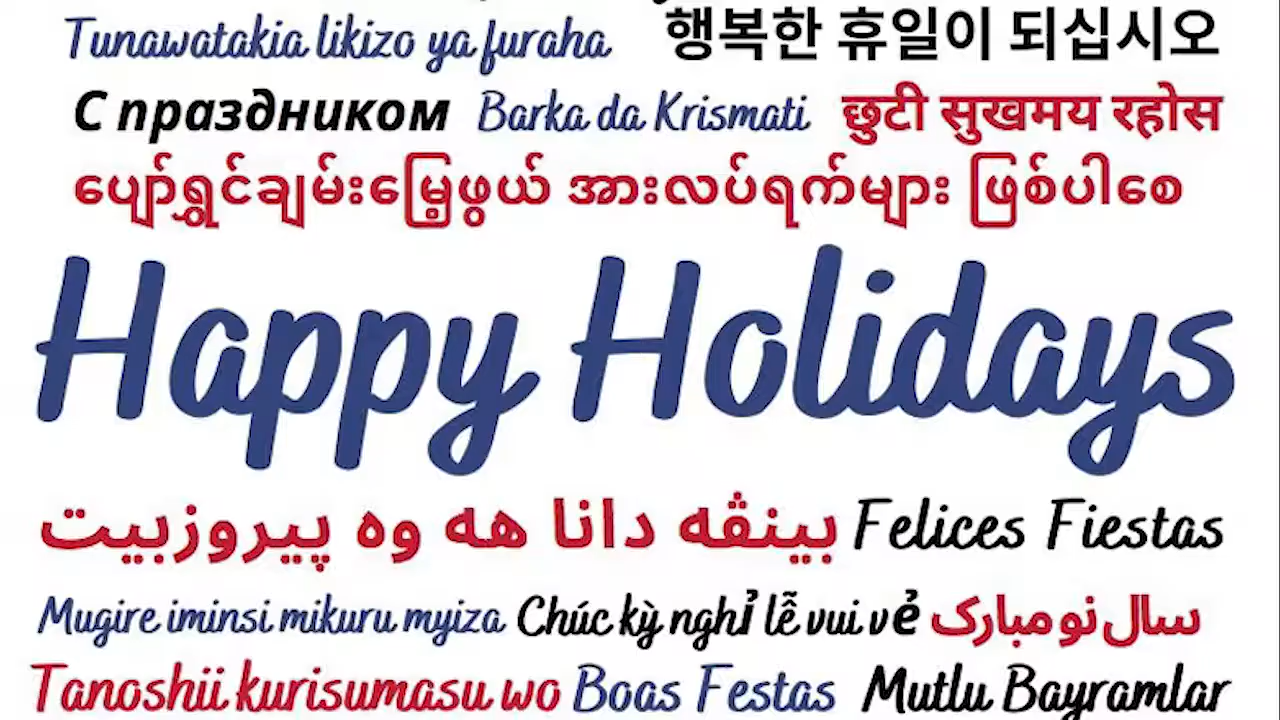 Tunawatakia likizo ya furaha 행복한 휴일이 되십시오
С праздником Barka da Krismati छुटी सुखमय रहोस
ပျော်ရွှင်ချမ်းမြေ့ဖွယ် အားလပ်ရက်များ ဖြစ်ပါစေ
Happy Holidays
بینڤه دانا هه وه پیروزبیت Felices Fiestas
Mugire iminsi mikuru myiza Chúc kỳ nghỉ lễ vui vẻ سال نو مبارک
Tanoshii kurisumasu wo Boas Festas Mutlu Bayramlar